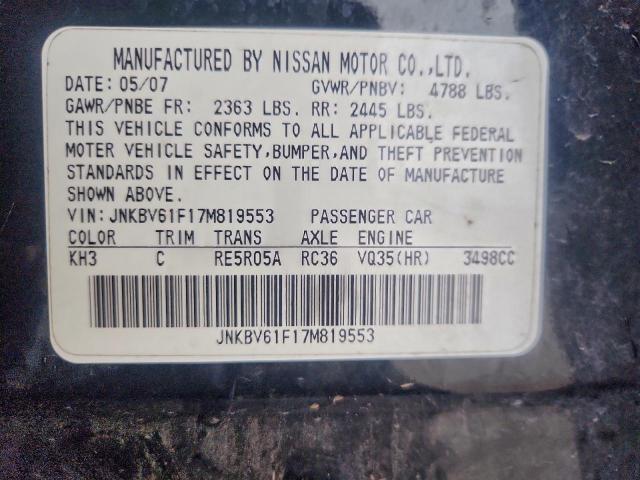 MANUFACTURED BY NISSAN MOTOR CO.,LTD.
DATE: 05/07 GVWR/PNBV: 4788 LBS.
GAWR/PNBE FR: 2363 LBS. RR: 2445 LBS.
THIS VEHICLE CONFORMS TO ALL APPLICABLE FEDERAL
MOTER VEHICLE SAFETY,BUMPER,AND THEFT PREVENTION
STANDARDS IN EFFECT ON THE DATE OF MANUFACTURE
SHOWN ABOVE.
VIN: JNKBV61F17M819553 PASSENGER CAR
COLOR TRIM TRANS AXLE ENGINE
KH3 C RE5R05A RC36 VQ35(HR) 3498CC
JNKBV61F17M819553